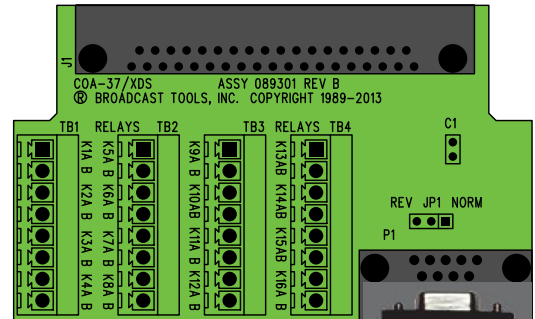 J1
COA-37/XDS ASSY 089301 REV B
® BROADCAST TOOLS, INC. COPYRIGHT 1989-2013
TB1 RELAYS TB2 TB3 RELAYS TB4
C1
K1A B
K2A B
K3A B
K4A B
K5A B
K6A B
K7A B
K8A B
K9A B
K10AB
K11A B
K12A B
K13AB
K14AB
K15AB
K16A B
REV JP1 NORM
P1